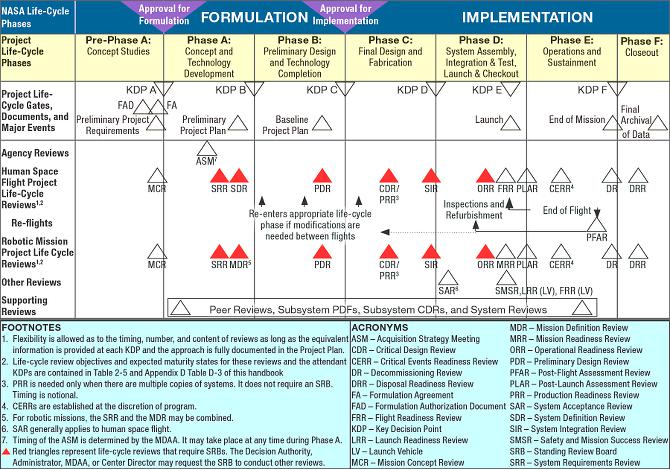 NASA Life-Cycle Phases
Approval for Formulation
FORMULATION
Approval for Implementation
IMPLEMENTATION
Project Life-Cycle Phases
Pre-Phase A: Concept Studies
Phase A: Concept and Technology Development
Phase B: Preliminary Design and Technology Completion
Phase C: Final Design and Fabrication
Phase D: System Assembly, Integration & Test, Launch & Checkout
Phase E: Operations and Sustainment
Phase F: Closeout
Project Life-Cycle Gates, Documents, and Major Events
KDP A KDP B KDP C KDP D KDP E KDP F
FAD FA
Preliminary Project Requirements
Preliminary Project Plan
Baseline Project Plan
Launch
End of Mission
Final Archival of Data
Agency Reviews
ASM7
Human Space Flight Project Life-Cycle Reviews1,2
MCR SRR SDR PDR CDR/PRR3 SIR ORR FRR PLAR CERR4 DR DRR
Re-flights
Re-enters appropriate life-cycle phase if modifications are needed between flights
Inspections and Refurbishment
End of Flight
PFAR
Robotic Mission Project Life Cycle Reviews1,2
MCR SRR MDR5 PDR CDR/PRR3 SIR ORR MRR PLAR CERR4 DR DRR
Other Reviews
SAR6 SMSR,LRR (LV), FRR (LV)
Supporting Reviews
Peer Reviews, Subsystem PDFs, Subsystem CDRs, and System Reviews
FOOTNOTES
1. Flexibility is allowed as to the timing, number, and content of reviews as long as the equivalent
information is provided at each KDP and the approach is fully documented in the Project Plan.
2. Life-cycle review objectives and expected maturity states for these reviews and the attendant
KDPs are contained in Table 2-5 and Appendix D Table D-3 of this handbook
3. PRR is needed only when there are multiple copies of systems. It does not require an SRB.
Timing is notional.
4. CERRs are established at the discretion of program.
5. For robotic missions, the SRR and the MDR may be combined.
6. SAR generally applies to human space flight.
7. Timing of the ASM is determined by the MDAA. It may take place at any time during Phase A.
Red triangles represent life-cycle reviews that require SRBs. The Decision Authority,
Administrator, MDAA, or Center Director may request the SRB to conduct other reviews.
ACRONYMS
ASM – Acquisition Strategy Meeting
CDR – Critical Design Review
CERR – Critical Events Readiness Review
DR – Decommissioning Review
DRR – Disposal Readiness Review
FA – Formulation Agreement
FAD – Formulation Authorization Document
FRR – Flight Readiness Review
KDP – Key Decision Point
LRR – Launch Readiness Review
LV – Launch Vehicle
MCR – Mission Concept Review
MDR – Mission Definition Review
MRR – Mission Readiness Review
ORR – Operational Readiness Review
PDR – Preliminary Design Review
PFAR – Post-Flight Assessment Review
PLAR – Post-Launch Assessment Review
PRR – Production Readiness Review
SAR – System Acceptance Review
SDR – System Definition Review
SIR – System Integration Review
SMSR – Safety and Mission Success Review
SRB – Standing Review Board
SRR – System Requirements Review